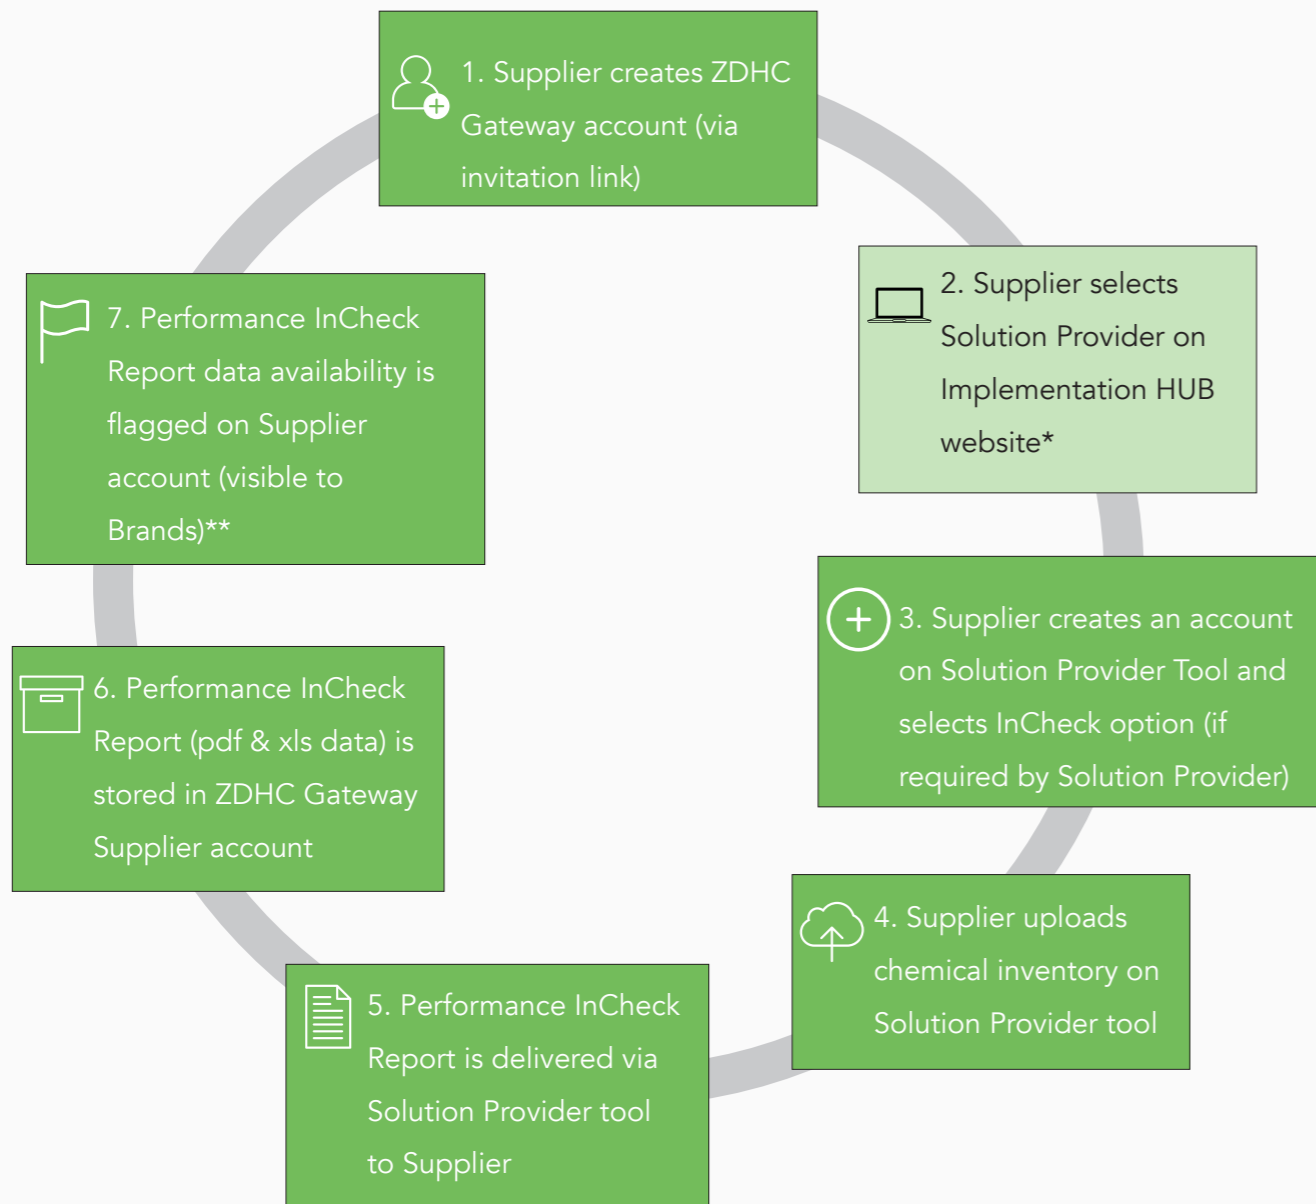 1. Supplier creates ZDHC
Gateway account (via
invitation link)
2. Supplier selects
Solution Provider on
Implementation HUB
website*
3. Supplier creates an account
on Solution Provider Tool and
selects InCheck option (if
required by Solution Provider)
4. Supplier uploads
chemical inventory on
Solution Provider tool
5. Performance InCheck
Report is delivered via
Solution Provider tool
to Supplier
6. Performance InCheck
Report (pdf & xls data) is
stored in ZDHC Gateway
Supplier account
7. Performance InCheck
Report data availability is
flagged on Supplier
account (visible to
Brands)**